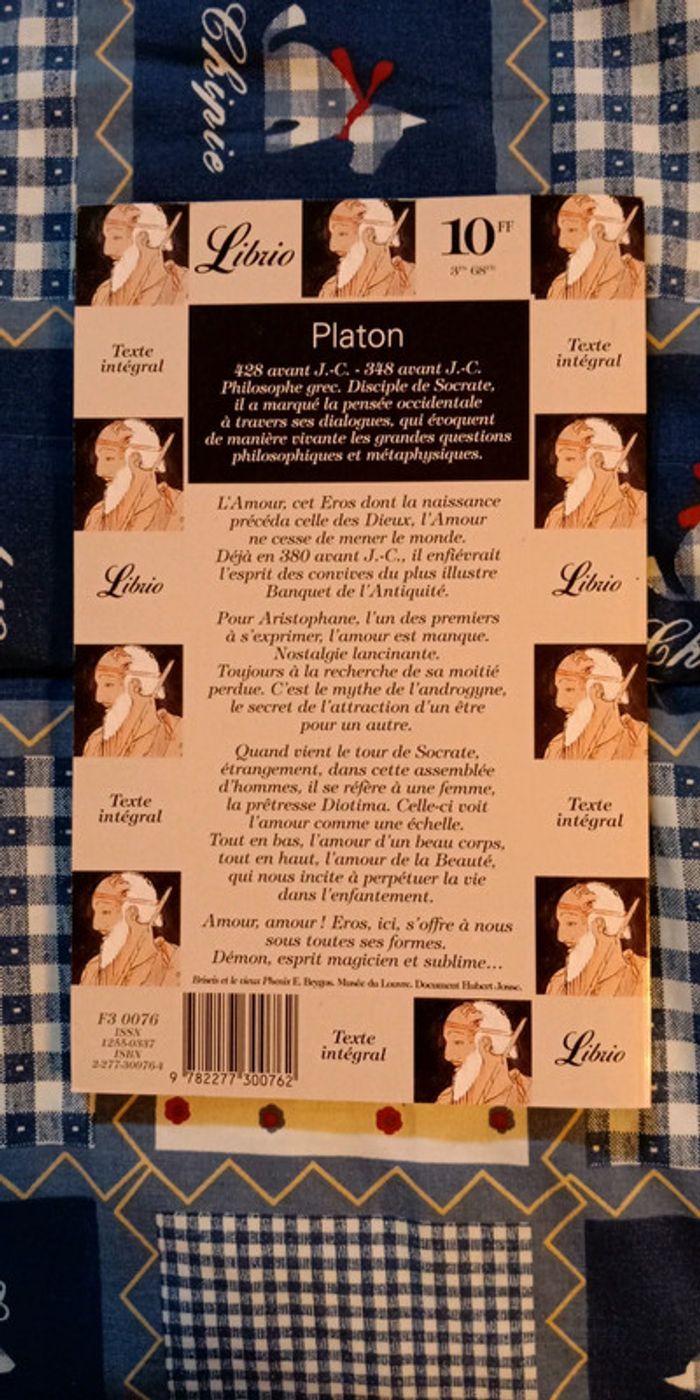 Chipie
Librio
10 FF
Texte
intégral
Texte
intégral
Platon
428 avant J.-C. - 348 avant J.-C.
Philosophe grec. Disciple de Socrate,
il a marqué la pensée occidentale
à travers ses dialogues, qui évoquent
de manière vivante les grandes questions
philosophiques et métaphysiques.
L'Amour, cet Eros dont la naissance
précéda celle des Dieux, l'Amour
ne cesse de mener le monde.
Déjà en 380 avant J.-C., il enfiévrait
l'esprit des convives du plus illustre
Banquet de l'Antiquité.
Librio
Librio
Pour Aristophane, l'un des premiers
à s'exprimer, l'amour est manque.
Nostalgie lancinante.
Toujours à la recherche de sa moitié
perdue. C'est le mythe de l'androgyne,
le secret de l'attraction d'un être
pour un autre.
Quand vient le tour de Socrate,
étrangement, dans cette assemblée
d'hommes, il se réfère à une femme,
la prêtresse Diotima. Celle-ci voit
l'amour comme une échelle.
Tout en bas, l'amour d'un beau corps,
tout en haut, l'amour de la Beauté,
qui nous incite à perpétuer la vie
dans l'enfantement.
Texte
intégral
Texte
intégral
Amour, amour ! Eros, ici, s'offre à nous
sous toutes ses formes.
Démon, esprit magicien et sublime...
Briseis et le vieux Phenix E. Brygos. Musée du Louvre. Document Hubert Josse.
F3 0076
ISSN
1255-0337
ISBN
2-277-30076-4
9 782277 300762
Texte
intégral
Librio